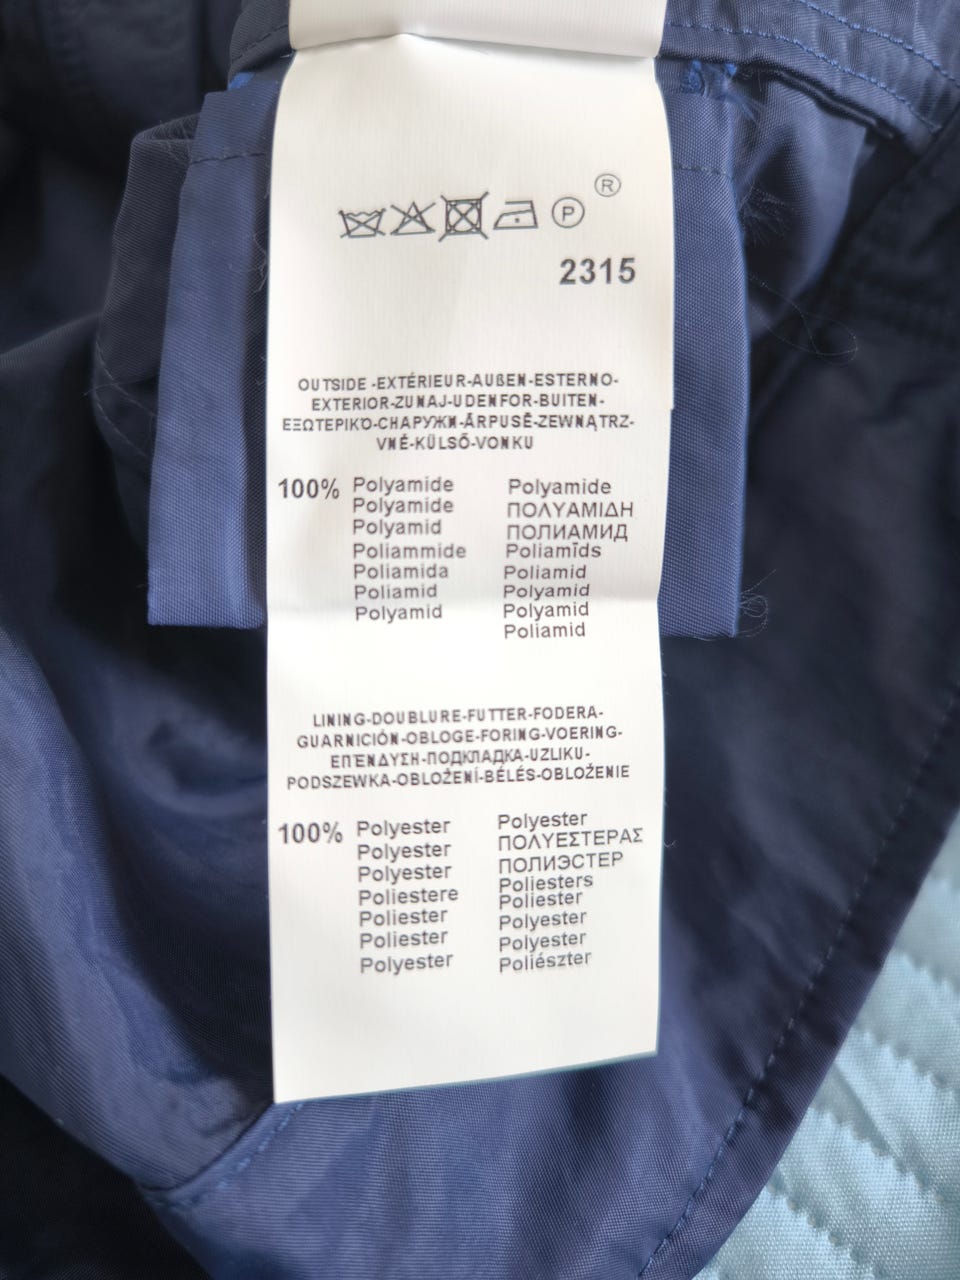 ®
P
2315
OUTSIDE -EXTÉRIEUR-AUßEN-ESTERNO-
EXTERIOR-ZUNAJ-UDENFOR-BUITEN-
ΕΞΩΤΕΡΙΚΌ-СНАРУЖИ-ĀRPUSĒ-ZEWNĄTRZ-
VNĚ-KÜLSŐ-VONKU
100% Polyamide Polyamide
Polyamide ΠΟΛΥΑΜΙΔΗ
Polyamid ПОЛИАМИД
Poliammide Poliamīds
Poliamida Poliamid
Poliamid Polyamid
Polyamid Polyamid
Poliamid
LINING-DOUBLURE-FUTTER-FODERA-
GUARNICIÓN-OBLOGE-FORING-VOERING-
ΕΠΈΝΔΥΣΗ-ПОДКЛАДКА-UZLIKU-
PODSZEWKA-OBLOŽENÍ-BÉLÉS-OBLOŽENIE
100% Polyester Polyester
Polyester ΠΟΛΥΕΣΤΕΡΑΣ
Polyester ПОЛИЭСТЕР
Poliestere Poliesters
Poliester Poliester
Poliester Polyester
Polyester Polyester
Poliészter